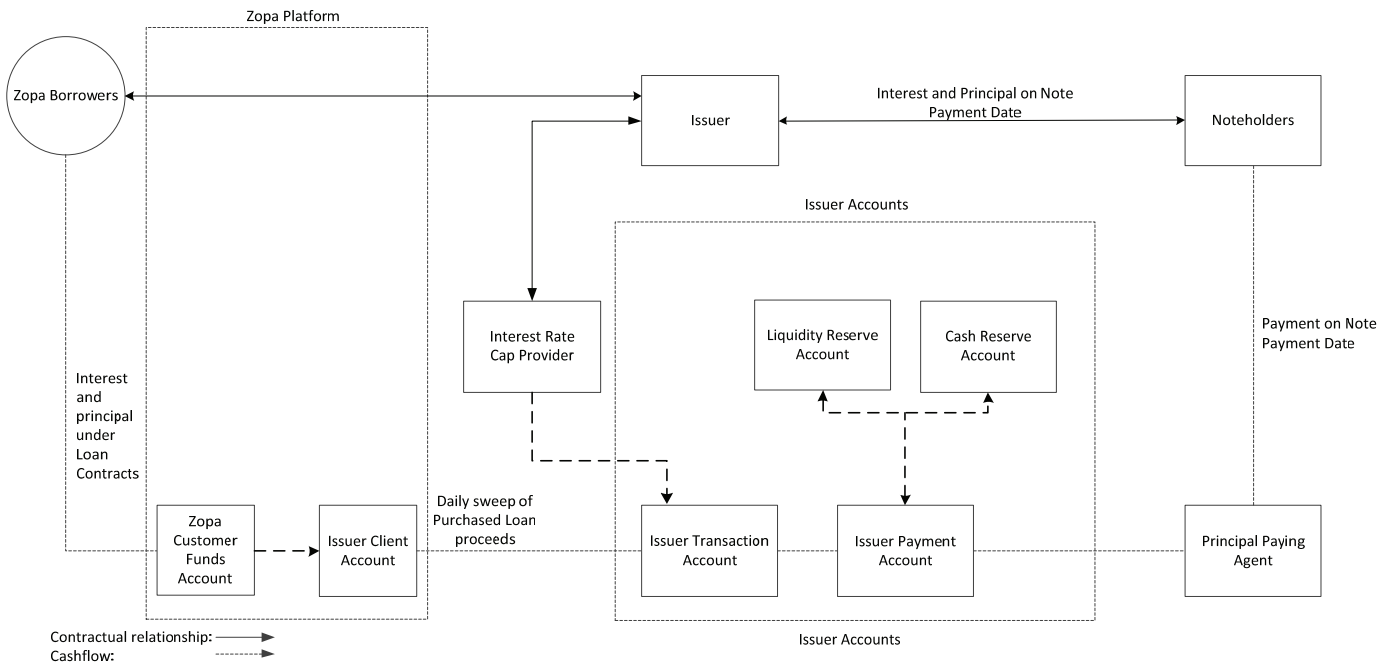 Zopa Platform
Zopa Borrowers
Issuer
Interest and Principal on Note
Payment Date
Noteholders
Issuer Accounts
Interest Rate
Cap Provider
Liquidity Reserve
Account
Cash Reserve
Account
Payment on Note
Payment Date
Interest
and
principal
under
Loan
Contracts
Zopa
Customer
Funds
Account
Issuer Client
Account
Daily sweep of
Purchased Loan
proceeds
Issuer Transaction
Account
Issuer Payment
Account
Principal Paying
Agent
Contractual relationship:
Cashflow:
Issuer Accounts